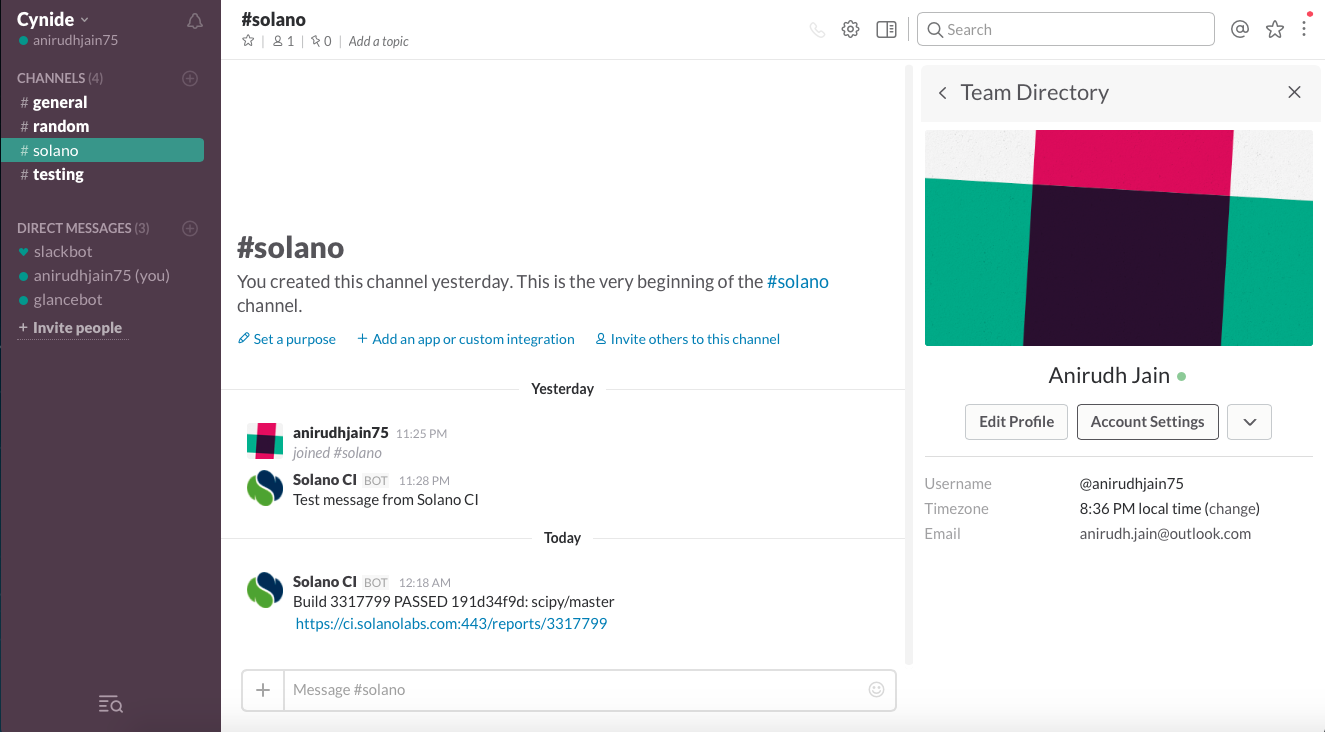 Cynide
anirudhjain75
CHANNELS (4)
# general
# random
# solano
# testing
DIRECT MESSAGES (3)
slackbot
anirudhjain75 (you)
glancebot
+ Invite people
#solano
1 | 0 | Add a topic
Search
#solano
You created this channel yesterday. This is the very beginning of the #solano
channel.
Set a purpose + Add an app or custom integration Invite others to this channel
Yesterday
anirudhjain75 11:25 PM
joined #solano
Solano CI BOT 11:28 PM
Test message from Solano CI
Today
Solano CI BOT 12:18 AM
Build 3317799 PASSED 191d34f9d: scipy/master
https://ci.solanolabs.com:443/reports/3317799
Message #solano
Team Directory
Anirudh Jain
Edit Profile Account Settings
Username @anirudhjain75
Timezone 8:36 PM local time (change)
Email anirudh.jain@outlook.com